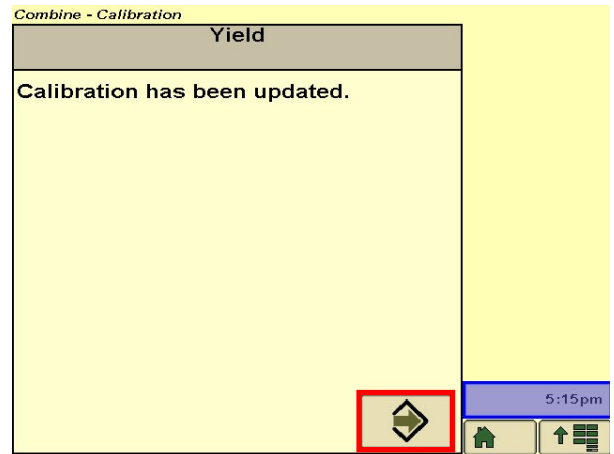 Combine - Calibration
Yield
Calibration has been updated.
5:15pm